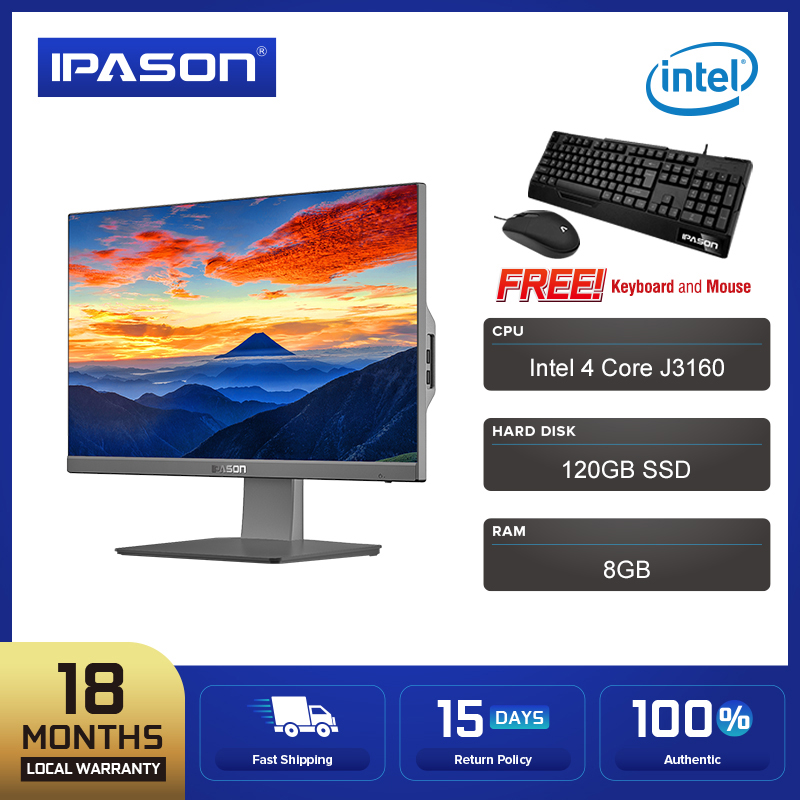 IPASON®
intel®
IPASON
FREE! Keyboard and Mouse
CPU
Intel 4 Core J3160
HARD DISK
120GB SSD
RAM
8GB
IPASON
18
MONTHS
LOCAL WARRANTY
Fast Shipping
15 DAYS
Return Policy
100%
Authentic